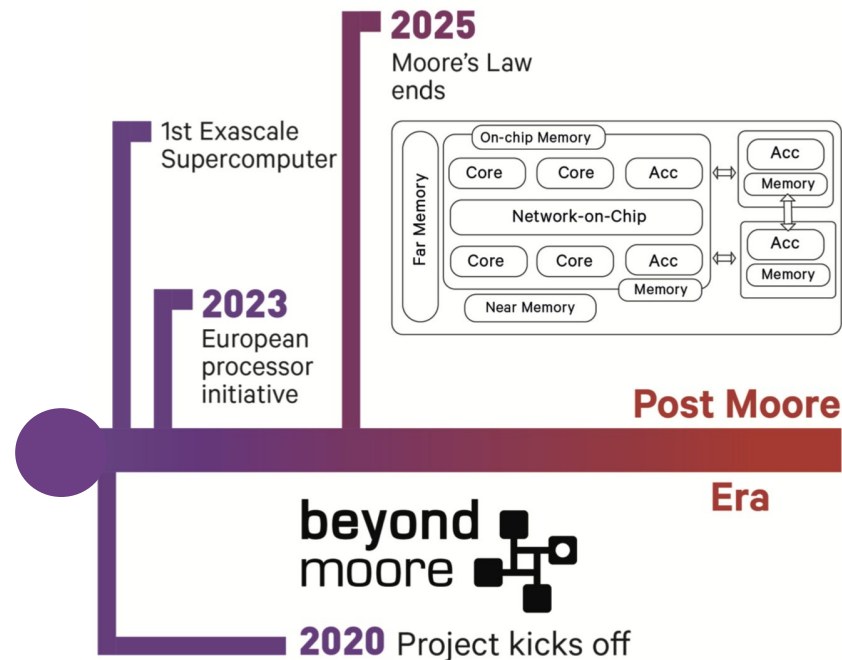 2025
Moore's Law
ends
1st Exascale
Supercomputer
On-chip Memory
Far Memory
Core
Core
Acc
Network-on-Chip
Core
Core
Acc
Memory
Near Memory
Acc
Memory
Acc
Memory
2023
European
processor
initiative
Post Moore
Era
beyond
moore
2020 Project kicks off